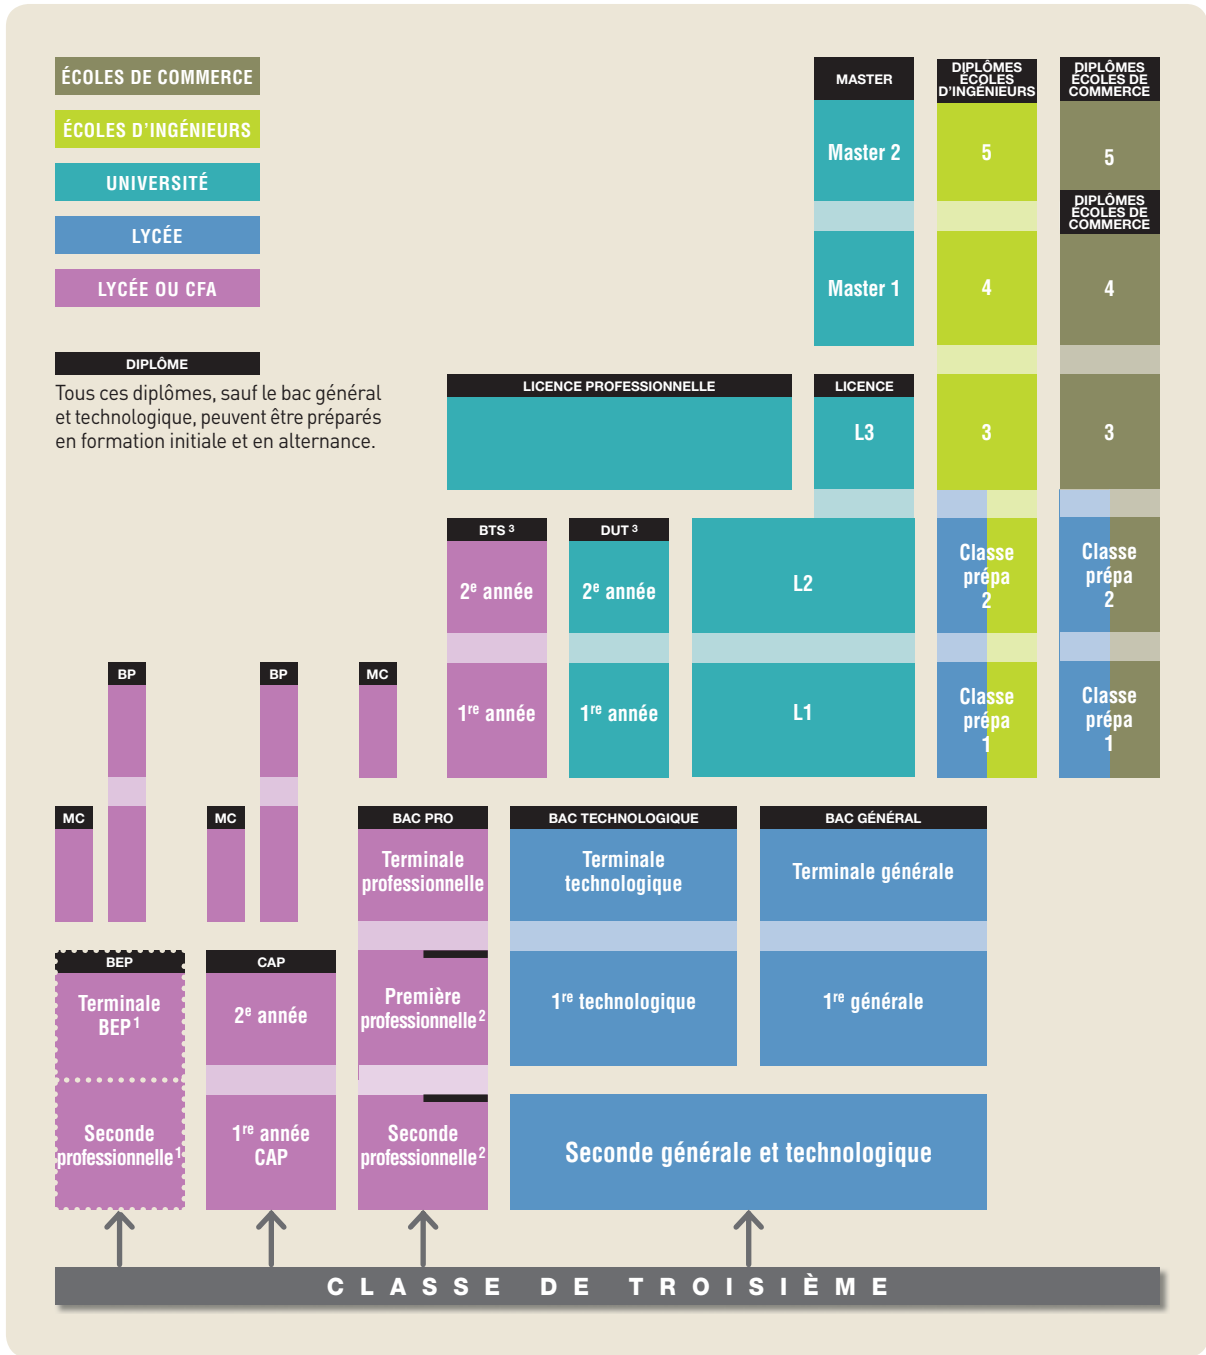 ÉCOLES DE COMMERCE
ÉCOLES D'INGÉNIEURS
UNIVERSITÉ
LYCÉE
LYCÉE OU CFA
DIPLÔME
Tous ces diplômes, sauf le bac général
et technologique, peuvent être préparés
en formation initiale et en alternance.
MASTER
Master 2
Master 1
DIPLÔMES
ÉCOLES
D'INGÉNIEURS
5
4
DIPLÔMES
ÉCOLES DE
COMMERCE
5
DIPLÔMES
ÉCOLES DE
COMMERCE
4
LICENCE PROFESSIONNELLE
LICENCE
L3
3
3
BTS 3
2e année
1re année
DUT 3
2e année
1re année
L2
L1
Classe
prépa
2
Classe
prépa
1
Classe
prépa
2
Classe
prépa
1
BP
BP
MC
MC
MC
BAC PRO
Terminale
professionnelle
BAC TECHNOLOGIQUE
Terminale
technologique
BAC GÉNÉRAL
Terminale générale
BEP
Terminale
BEP 1
Seconde
professionnelle 1
CAP
2e année
1re année
CAP
Première
professionnelle 2
Seconde
professionnelle 2
1re technologique
1re générale
Seconde générale et technologique
CLASSE DE TROISIÈME